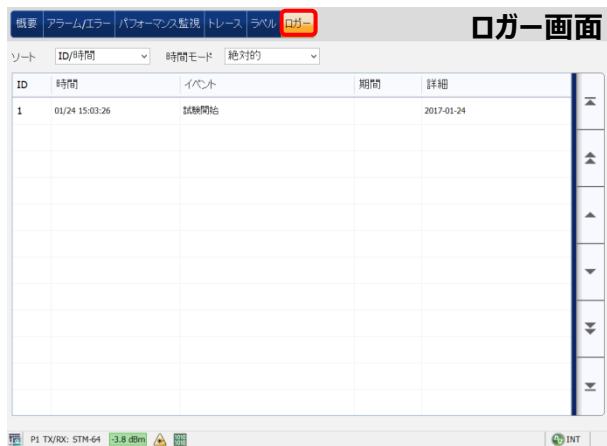 概要 アラーム/エラー パフォーマンス監視 トレース ラベル ロガー
ロガー画面
ソート ID/時間 時間モード 絶対的
ID 時間 イベント 期間 詳細
1 01/24 15:03:26 試験開始 2017-01-24
P1 TX/RX: STM-64 -3.8 dBm INT